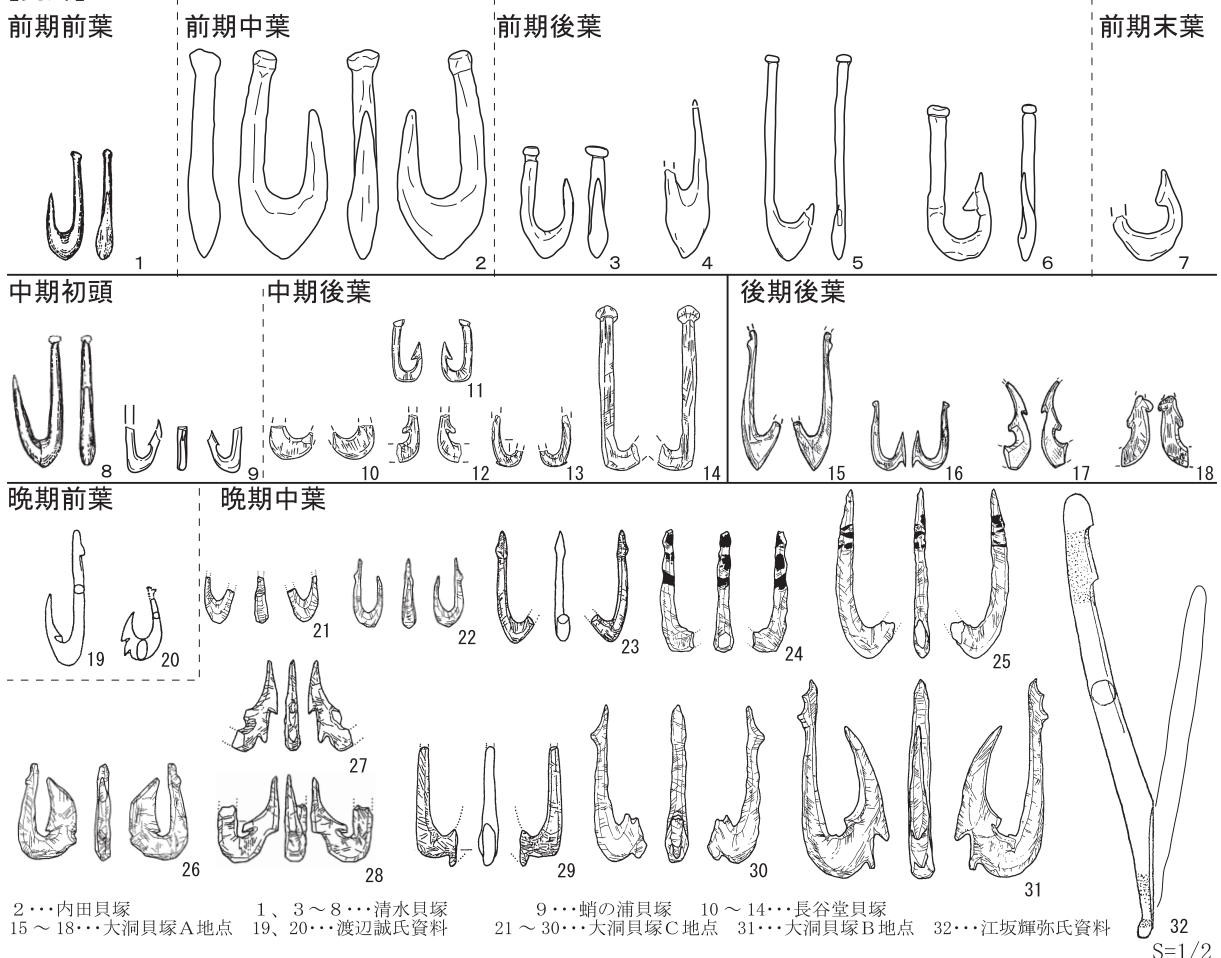 前期前葉 前期中葉 前期後葉 前期末葉
1 2 3 4 5 6 7
中期初頭 中期後葉 後期後葉
11
8 9 10 12 13 14 15 16 17 18
晩期前葉 晩期中葉
19 20 21 22 23 24 25
27
26 28 29 30 31
2･･･内田貝塚 1、3～8･･･清水貝塚 9･･･蛸の浦貝塚 10～14･･･長谷堂貝塚
15～18･･･大洞貝塚A地点 19、20･･･渡辺誠氏資料 21～30･･･大洞貝塚C地点 31･･･大洞貝塚B地点 32･･･江坂輝弥氏資料
32
S=1/2